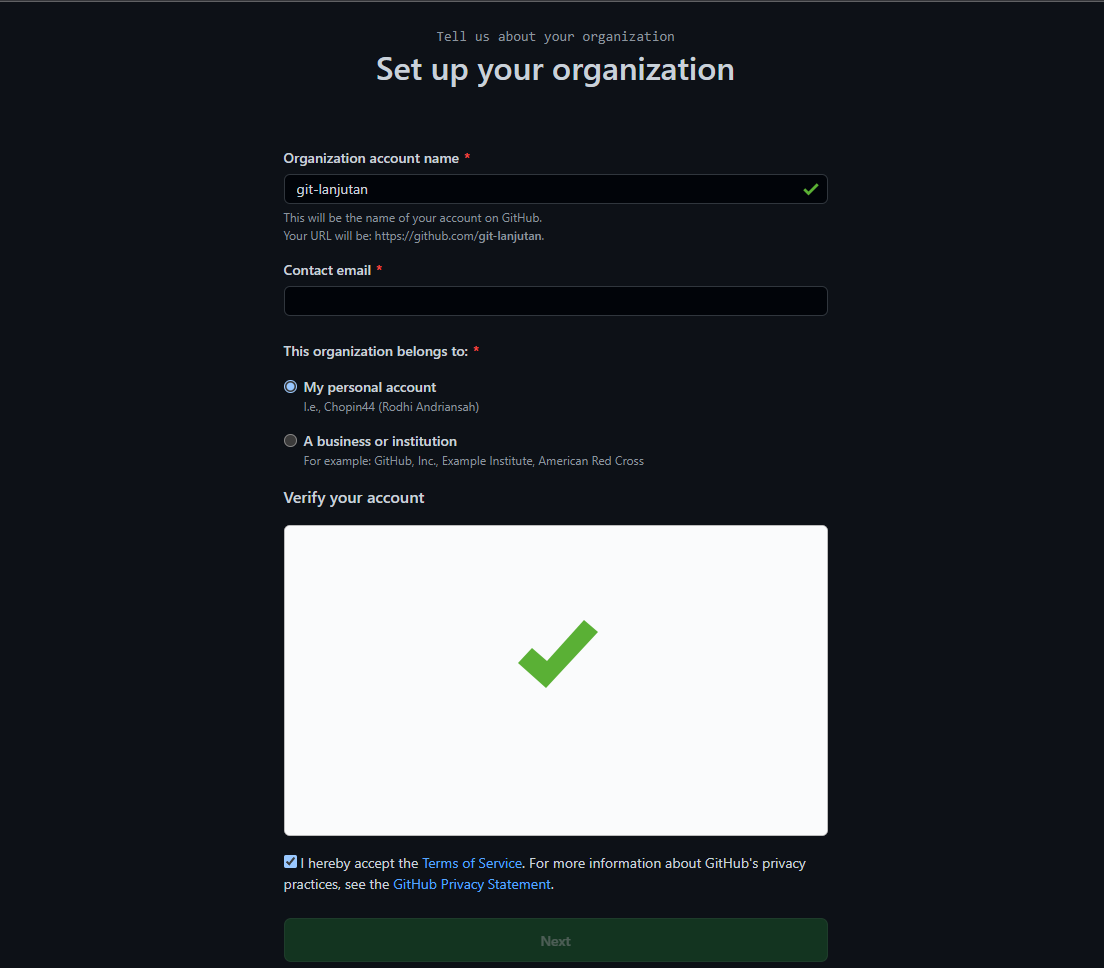 Tell us about your organization
Set up your organization
Organization account name *
git-lanjutan
This will be the name of your account on GitHub.
Your URL will be: https://github.com/git-lanjutan.
Contact email *
This organization belongs to: *
My personal account
I.e., Chopin44 (Rodhi Andriansah)
A business or institution
For example: GitHub, Inc., Example Institute, American Red Cross
Verify your account
I hereby accept the Terms of Service. For more information about GitHub's privacy
practices, see the GitHub Privacy Statement.
Next